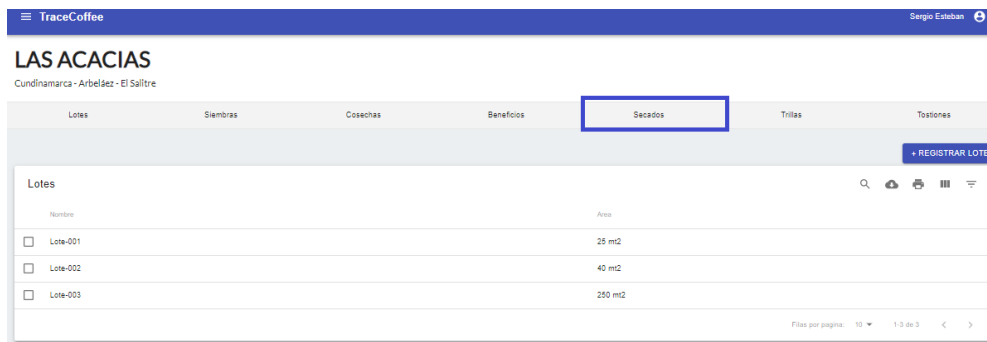 TraceCoffee Sergio Esteban
LAS ACACIAS
Cundinamarca - Arbeláez - El Salitre
Lotes Siembras Cosechas Beneficios Secados Trillas Tostiones
+ REGISTRAR LOTE
Lotes
Nombre Area
Lote-001 25 mt2
Lote-002 40 mt2
Lote-003 250 mt2
Filas por pagina: 10 1-3 de 3